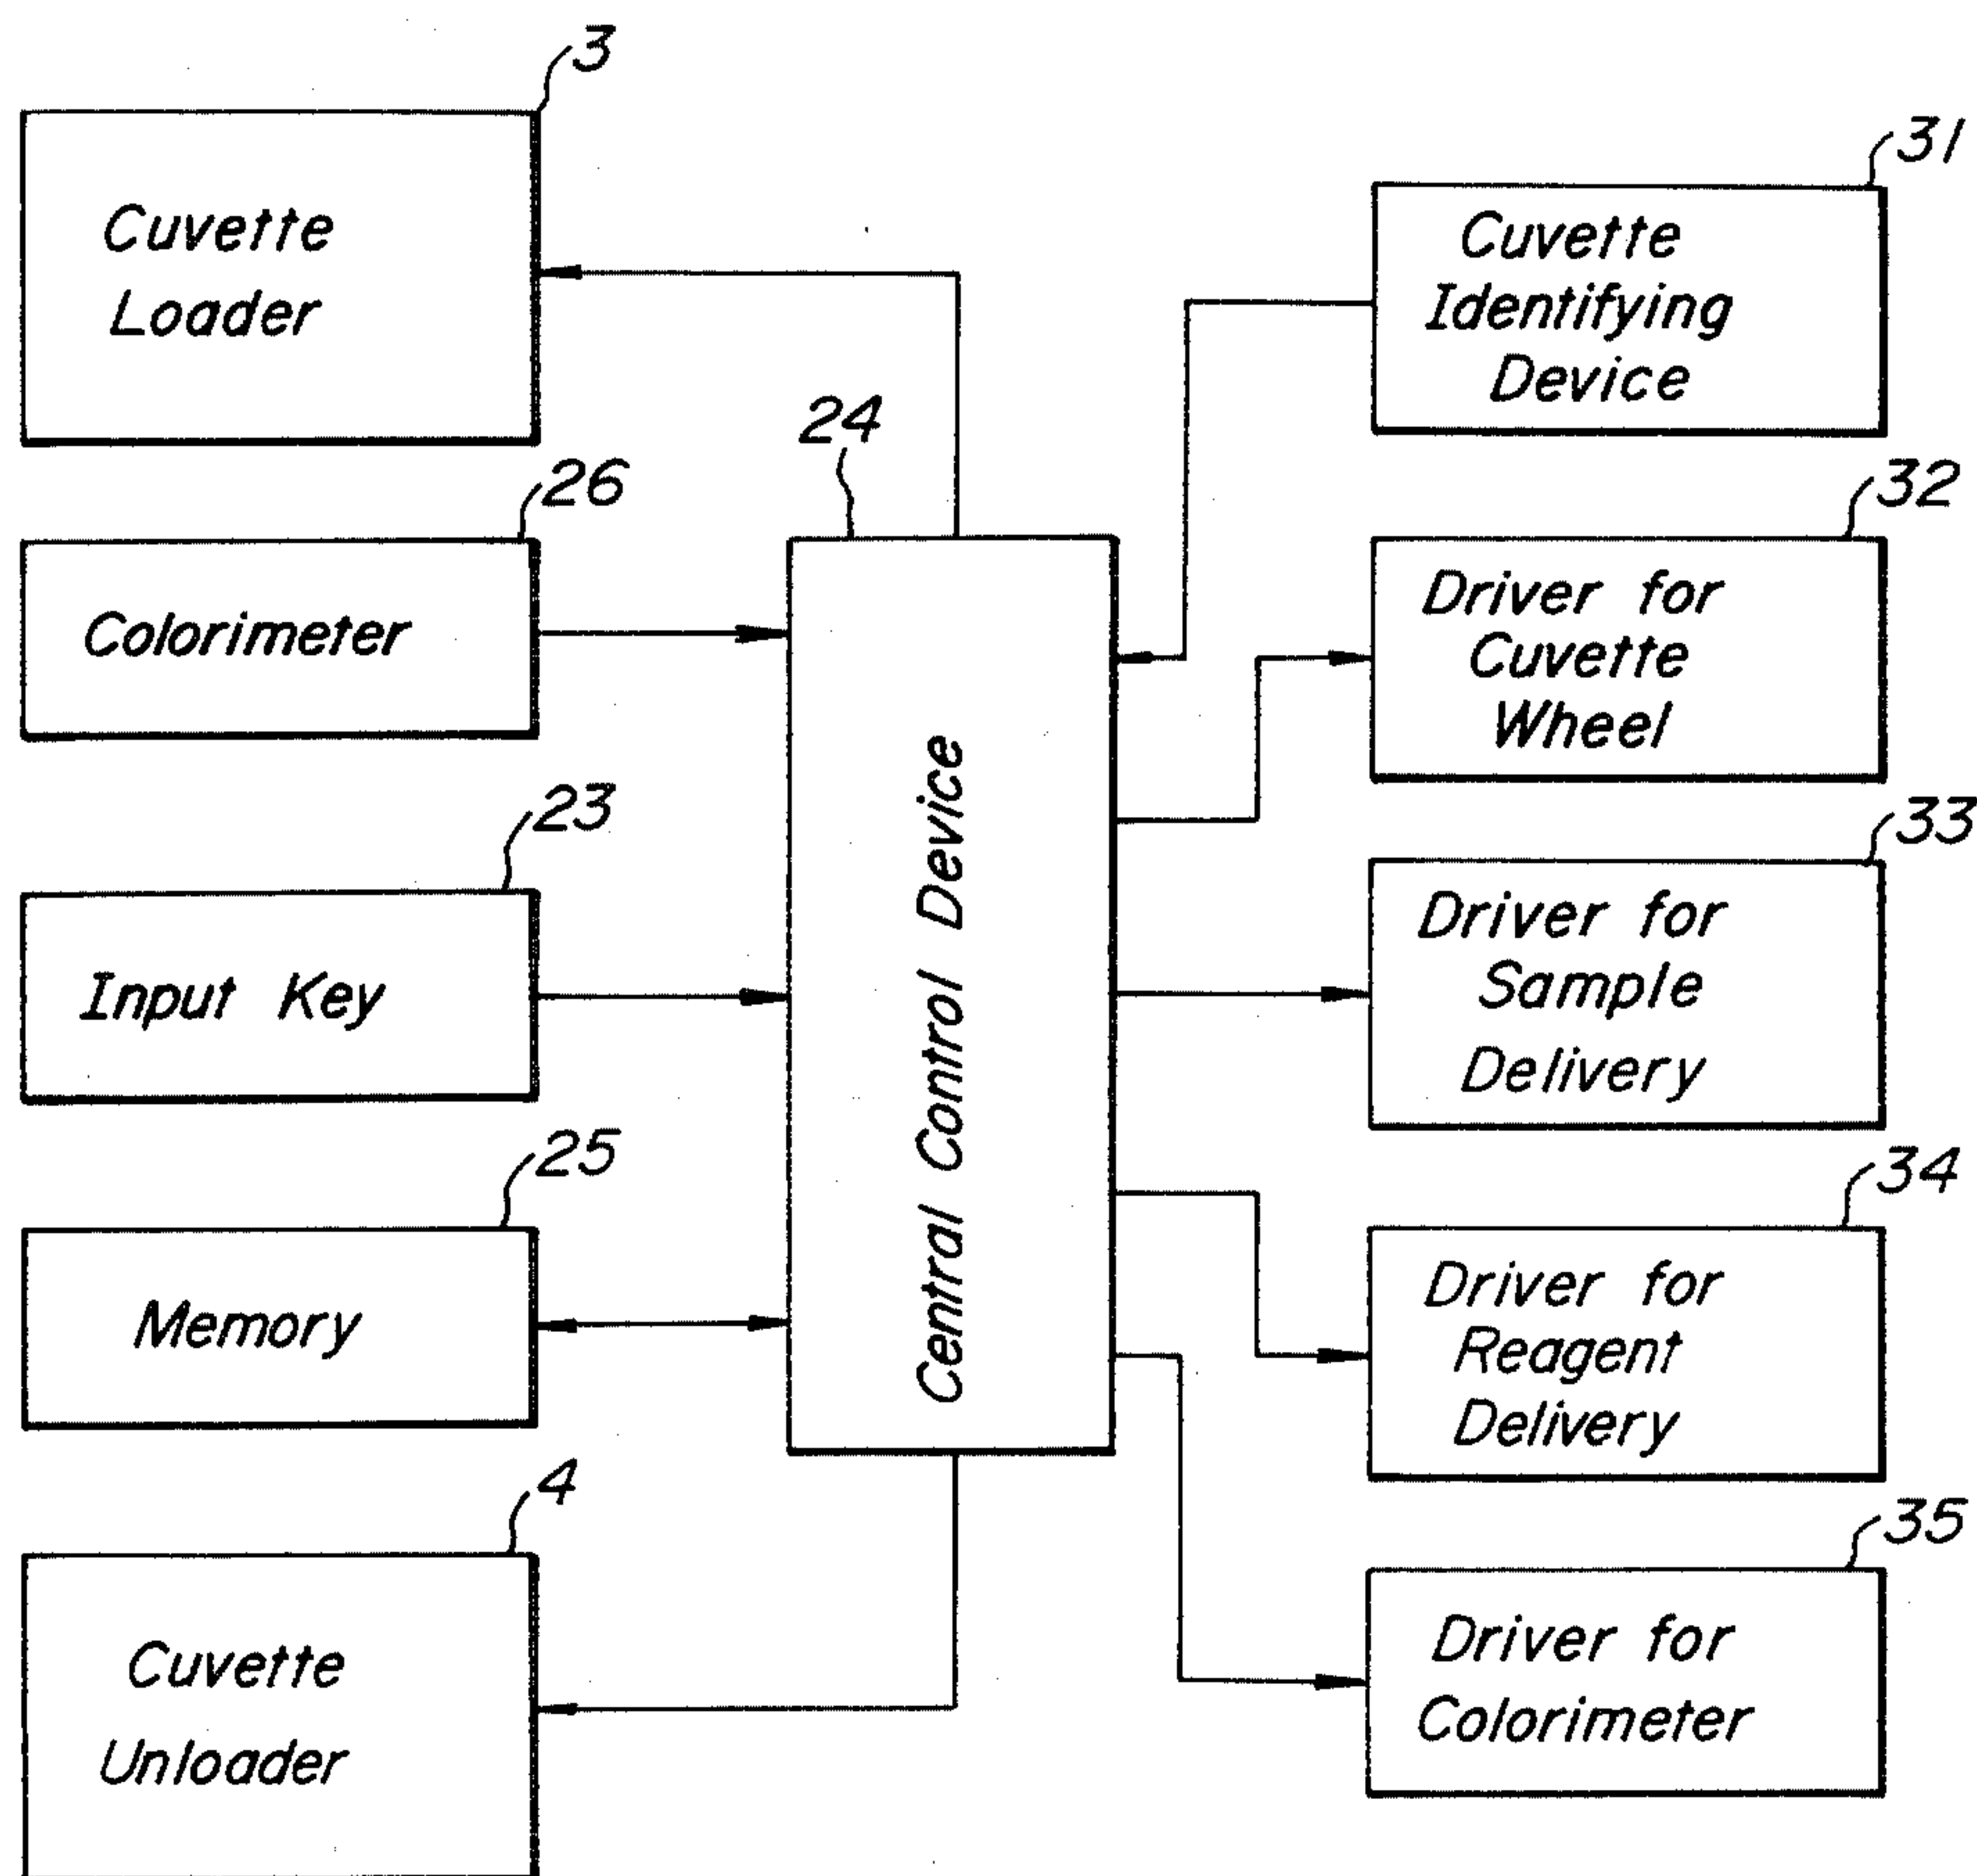 3
Cuvette
Loader
26
Colorimeter
23
Input Key
25
Memory
4
Cuvette
Unloader
24
Central Control Device
31
Cuvette
Identifying
Device
32
Driver for
Cuvette
Wheel
33
Driver for
Sample
Delivery
34
Driver for
Reagent
Delivery
35
Driver for
Colorimeter